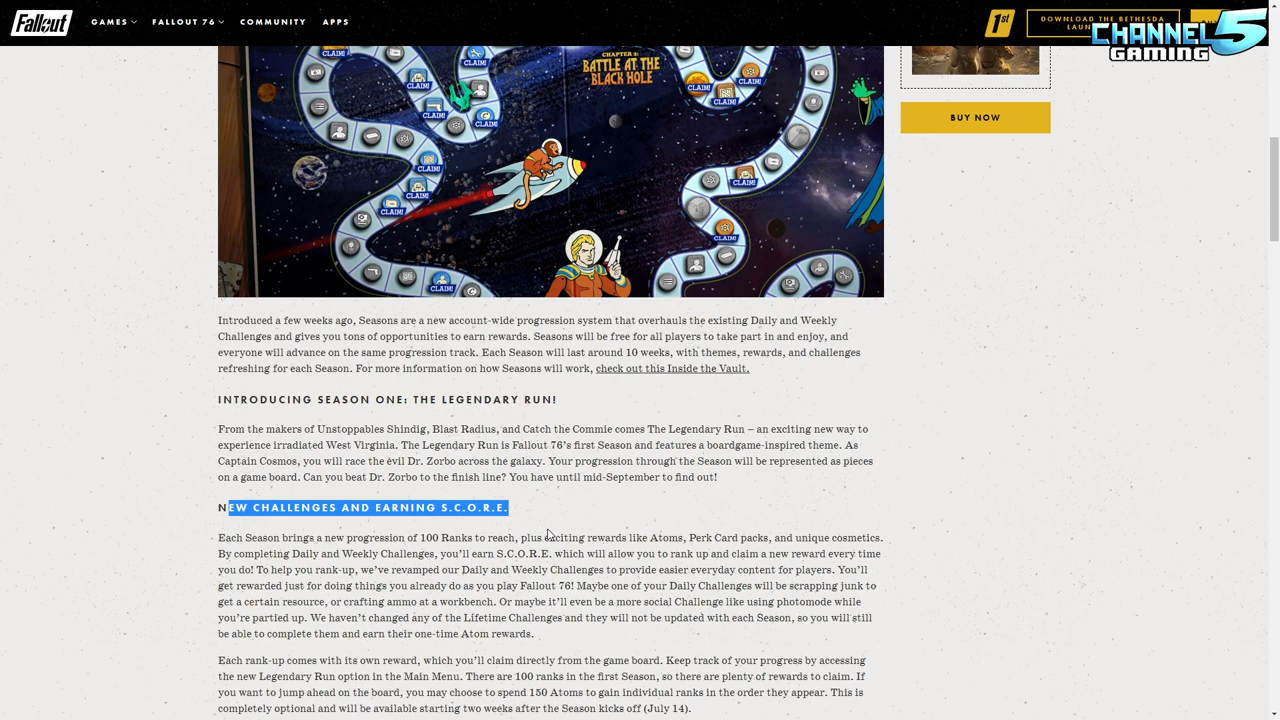 Fallout
GAMES
FALLOUT 76
COMMUNITY
APPS
1st
DOWNLOAD THE BETHESDA
CHANNEL 5
GAMING
CHAPTER 2:
BATTLE AT THE
BLACK HOLE
CLAIM!
CLAIM!
CLAIM!
CLAIM!
CLAIM!
CLAIM!
CLAIM!
CLAIM!
CLAIM!
CLAIM!
CLAIM!
CLAIM!
CLAIM!
CLAIM!
BUY NOW
Introduced a few weeks ago, Seasons are a new account-wide progression system that overhauls the existing Daily and Weekly
Challenges and gives you tons of opportunities to earn rewards. Seasons will be free for all players to take part in and enjoy, and
everyone will advance on the same progression track. Each Season will last around 10 weeks, with themes, rewards, and challenges
refreshing for each Season. For more information on how Seasons will work, check out this Inside the Vault.
INTRODUCING SEASON ONE: THE LEGENDARY RUN!
From the makers of Unstoppables Shindig, Blast Radius, and Catch the Commie comes The Legendary Run – an exciting new way to
experience irradiated West Virginia. The Legendary Run is Fallout 76's first Season and features a boardgame-inspired theme. As
Captain Cosmos, you will race the evil Dr. Zorbo across the galaxy. Your progression through the Season will be represented as pieces
on a game board. Can you beat Dr. Zorbo to the finish line? You have until mid-September to find out!
NEW CHALLENGES AND EARNING S.C.O.R.E.
Each Season brings a new progression of 100 Ranks to reach, plus exciting rewards like Atoms, Perk Card packs, and unique cosmetics.
By completing Daily and Weekly Challenges, you'll earn S.C.O.R.E. which will allow you to rank up and claim a new reward every time
you do! To help you rank-up, we've revamped our Daily and Weekly Challenges to provide easier everyday content for players. You'll
get rewarded just for doing things you already do as you play Fallout 76! Maybe one of your Daily Challenges will be scrapping junk to
get a certain resource, or crafting ammo at a workbench. Or maybe it'll even be a more social Challenge like using photomode while
you're partied up. We haven't changed any of the Lifetime Challenges and they will not be updated with each Season, so you will still
be able to complete them and earn their one-time Atom rewards.
Each rank-up comes with its own reward, which you'll claim directly from the game board. Keep track of your progress by accessing
the new Legendary Run option in the Main Menu. There are 100 ranks in the first Season, so there are plenty of rewards to claim. If
you want to jump ahead on the board, you may choose to spend 150 Atoms to gain individual ranks in the order they appear. This is
completely optional and will be available starting two weeks after the Season kicks off (July 14).